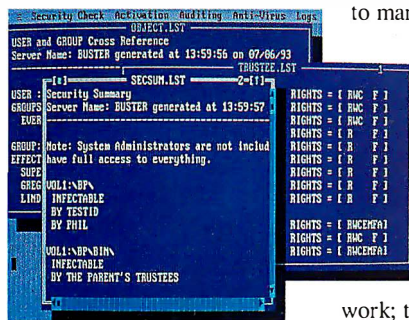 to mar
≡ Security Check Activation Auditing Anti-Virus Logs
OBJECT.LST
USER and GROUP Cross Reference
Server Name: BUSTER generated at 13:59:56 on 07/06/93
TRUSTEE.LST 1
SECSUM.LST 2=[↑]
USER : Security Summary
GROUPS Server Name: BUSTER generated at 13:59:57
EVER
GROUP: Note: System Administrators are not includ
EFFECT have full access to everything.
SUPE
GREG VOL1:\BP\
LIND INFECTABLE
BY TESTID
BY PHIL
VOL1:\BP\BIN\
INFECTABLE
BY THE PARENT'S TRUSTEES
RIGHTS = [ RWC F ]
RIGHTS = [ RWC F ]
RIGHTS = [ R F ]
RIGHTS = [ R F ]
RIGHTS = [ R F ]
RIGHTS = [ R F ]
RIGHTS = [ R F ]
RIGHTS = [ R F ]
RIGHTS = [ RWCEMFA]
RIGHTS = [ RWC F ]
RIGHTS = [ RWCEMFA]
work; t